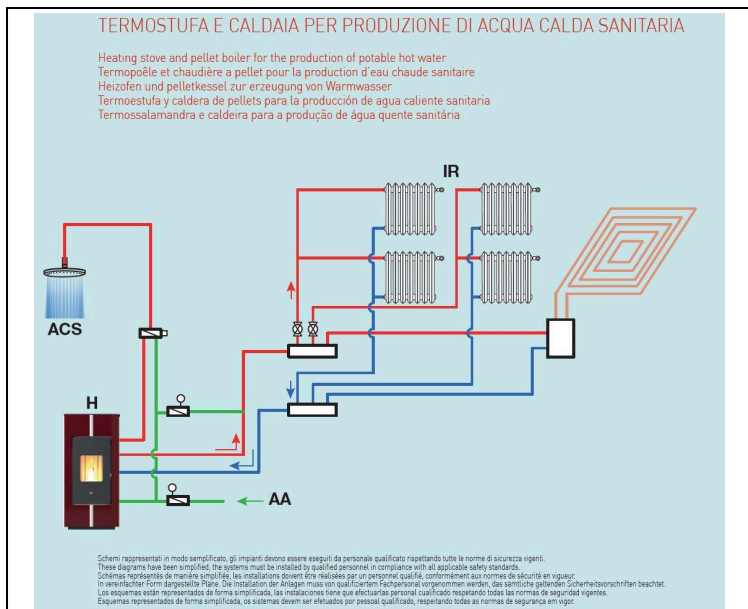 TERMOSTUFA E CALDAIA PER PRODUZIONE DI ACQUA CALDA SANITARIA
Heating stove and pellet boiler for the production of potable hot water
Termopoêle et chaudière a pellet pour la production d'eau chaude sanitaire
Heizofen und pelletkessel zur erzeugung von Warmwasser
Termoestufa y caldera de pellets para la producción de agua caliente sanitaria
Termossalamandra e caldeira para a produção de água quente sanitária
IR
ACS
H
AA
Schemi rappresentati in modo semplificato, gli impianti devono essere eseguiti da personale qualificato rispettando tutte le norme di sicurezza vigenti.
These diagrams have been simplified; the systems must be installed by qualified personnel in compliance with all applicable safety standards.
Schémas représentés de manière simplifiée, les installations doivent être réalisées par un personnel qualifié, conformément aux normes de sécurité en vigueur.
In vereinfachter Form dargestellte Pläne. Die Installation der Anlagen muss von qualifiziertem Fachpersonal vorgenommen werden, das sämtliche geltenden Sicherheitsvorschriften beachtet.
Los esquemas están representados de forma simplificada, las instalaciones tiene que efectuarlas personal cualificado respetando todas las normas de seguridad vigentes.
Esquemas representados de forma simplificada, os sistemas devem ser efetuados por pessoal qualificado, respeitando todas as normas de segurança em vigor.